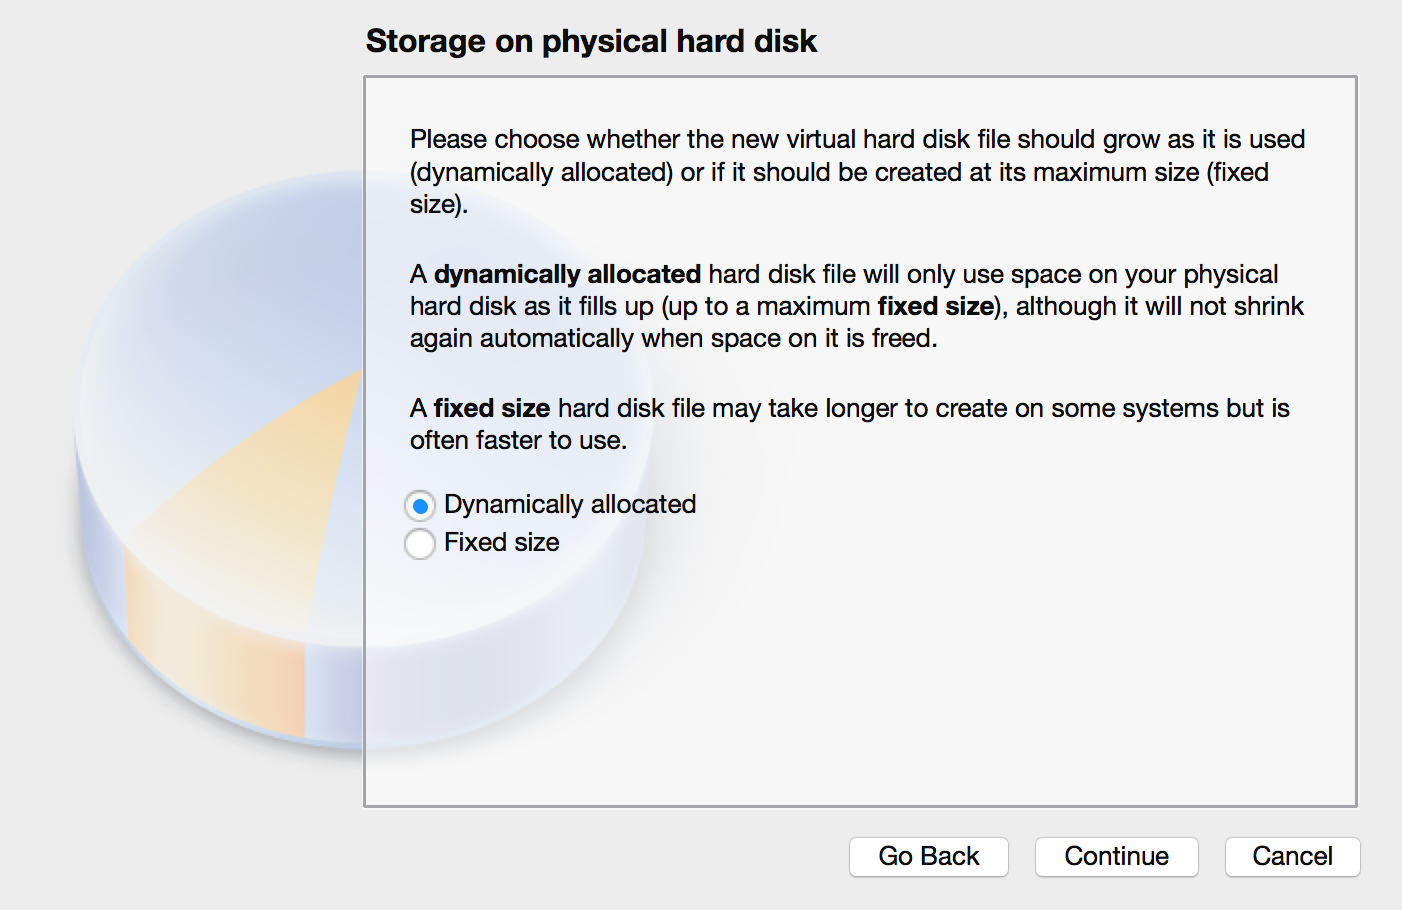 Storage on physical hard disk
Please choose whether the new virtual hard disk file should grow as it is used
(dynamically allocated) or if it should be created at its maximum size (fixed
size).
A dynamically allocated hard disk file will only use space on your physical
hard disk as it fills up (up to a maximum fixed size), although it will not shrink
again automatically when space on it is freed.
A fixed size hard disk file may take longer to create on some systems but is
often faster to use.
Dynamically allocated
Fixed size
Go Back Continue Cancel